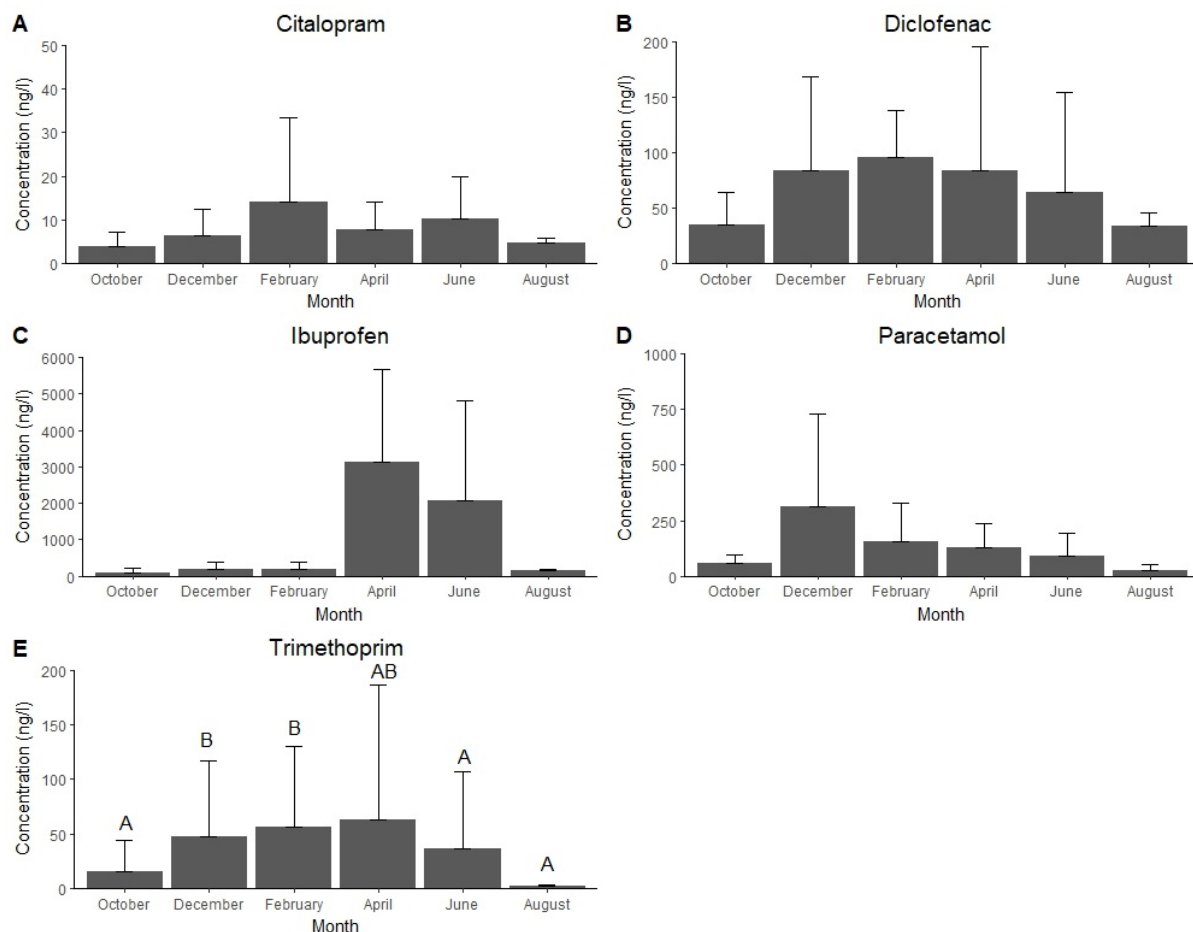 A
Citalopram
Concentration (ng/l)
50
40
30
20
10
0
October December February April June August
Month
B
Diclofenac
Concentration (ng/l)
200
150
100
50
0
October December February April June August
Month
C
Ibuprofen
Concentration (ng/l)
6000
5000
4000
3000
2000
1000
0
October December February April June August
Month
D
Paracetamol
Concentration (ng/l)
1000
750
500
250
0
October December February April June August
Month
E
Trimethoprim
Concentration (ng/l)
200
150
100
50
0
A B B AB A A
October December February April June August
Month